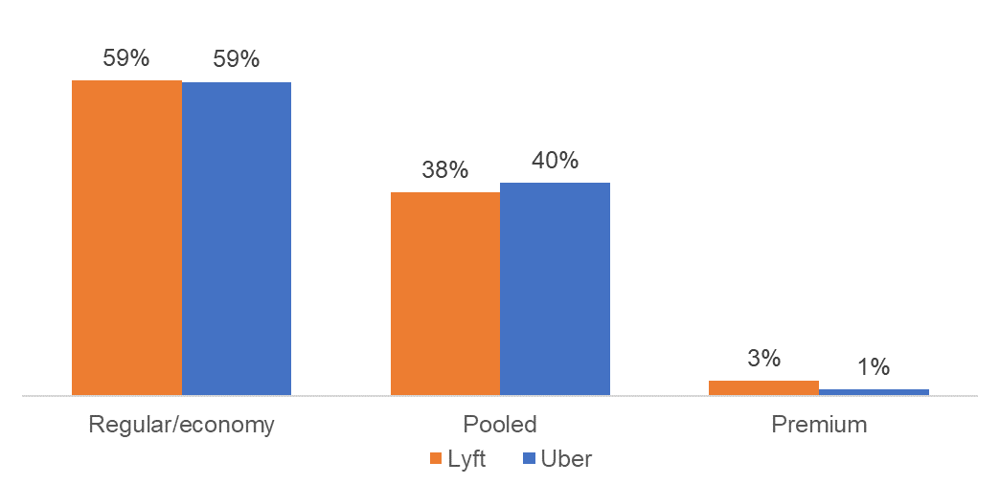 59% 59%
38% 40%
3% 1%
Regular/economy Pooled Premium
Lyft Uber